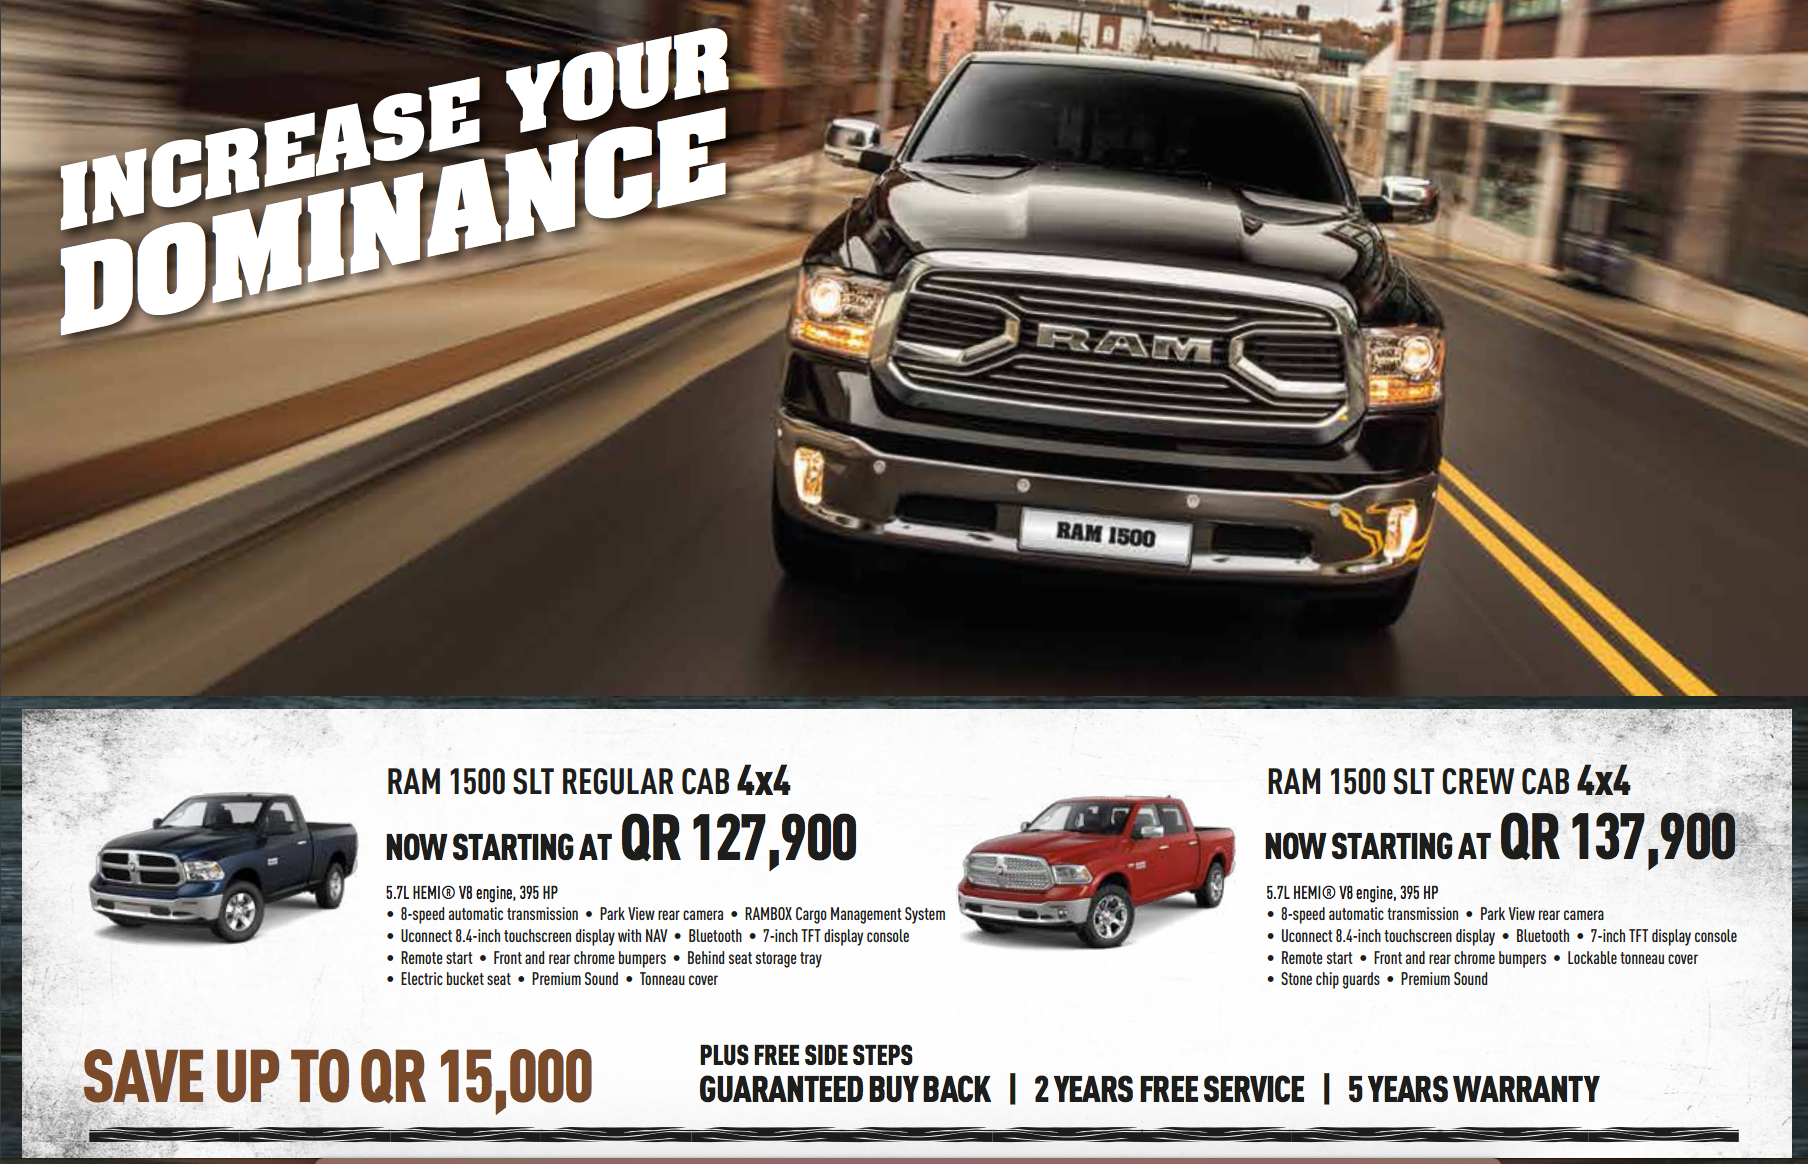 INCREASE YOUR
DOMINANCE
RAM
RAM 1500
RAM 1500 SLT REGULAR CAB 4x4
NOW STARTING AT QR 127,900
5.7L HEMI® V8 engine, 395 HP
• 8-speed automatic transmission • Park View rear camera • RAMBOX Cargo Management System
• Uconnect 8.4-inch touchscreen display with NAV • Bluetooth • 7-inch TFT display console
• Remote start • Front and rear chrome bumpers • Behind seat storage tray
• Electric bucket seat • Premium Sound • Tonneau cover
RAM 1500 SLT CREW CAB 4x4
NOW STARTING AT QR 137,900
5.7L HEMI® V8 engine, 395 HP
• 8-speed automatic transmission • Park View rear camera
• Uconnect 8.4-inch touchscreen display • Bluetooth • 7-inch TFT display console
• Remote start • Front and rear chrome bumpers • Lockable tonneau cover
• Stone chip guards • Premium Sound
SAVE UP TO QR 15,000
PLUS FREE SIDE STEPS
GUARANTEED BUY BACK | 2 YEARS FREE SERVICE | 5 YEARS WARRANTY